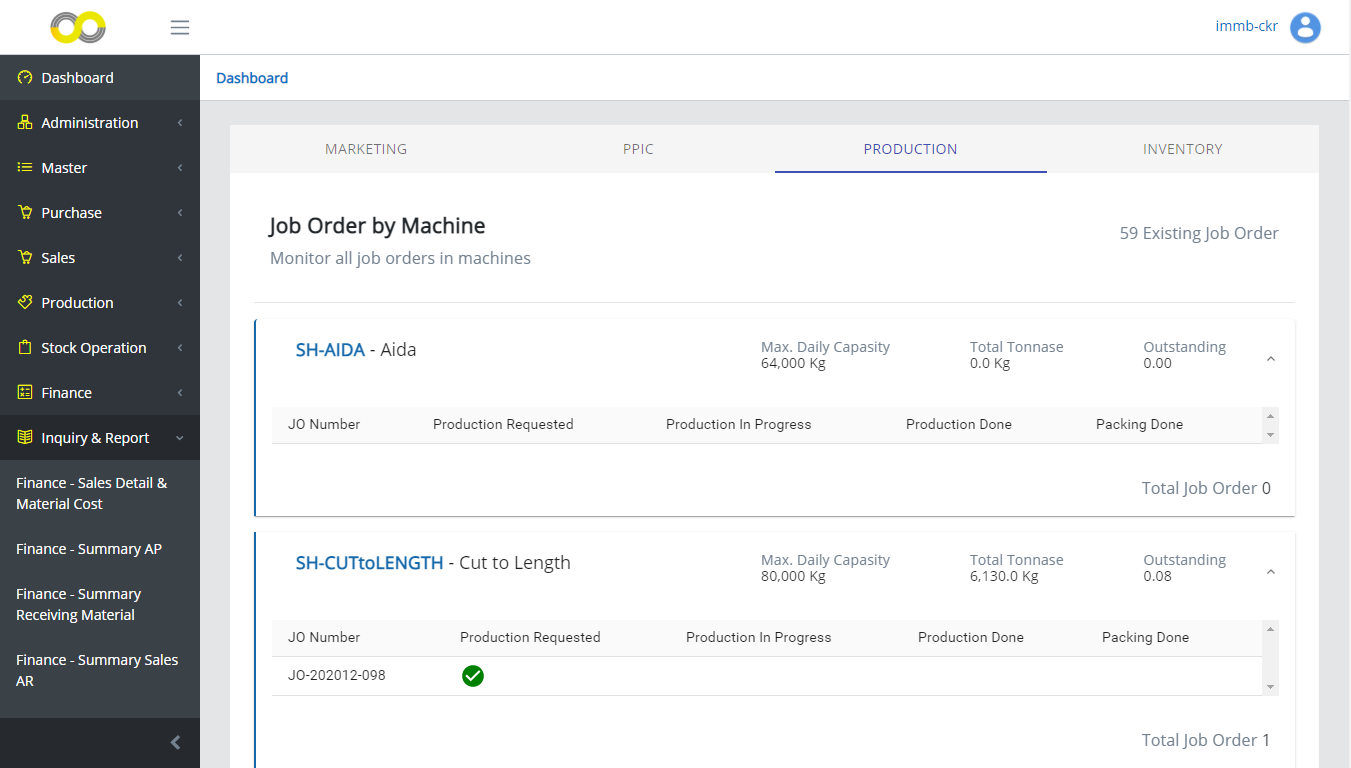 immb-ckr
Dashboard
Administration
Master
Purchase
Sales
Production
Stock Operation
Finance
Inquiry & Report
Finance - Sales Detail &
Material Cost
Finance - Summary AP
Finance - Summary
Receiving Material
Finance - Summary Sales
AR
Dashboard
MARKETING PPIC PRODUCTION INVENTORY
Job Order by Machine
Monitor all job orders in machines
59 Existing Job Order
SH-AIDA - Aida
Max. Daily Capasity Total Tonnase Outstanding
64,000 Kg 0.0 Kg 0.00
JO Number Production Requested Production In Progress Production Done Packing Done
Total Job Order 0
SH-CUTtoLENGTH - Cut to Length
Max. Daily Capasity Total Tonnase Outstanding
80,000 Kg 6,130.0 Kg 0.08
JO Number Production Requested Production In Progress Production Done Packing Done
JO-202012-098
Total Job Order 1